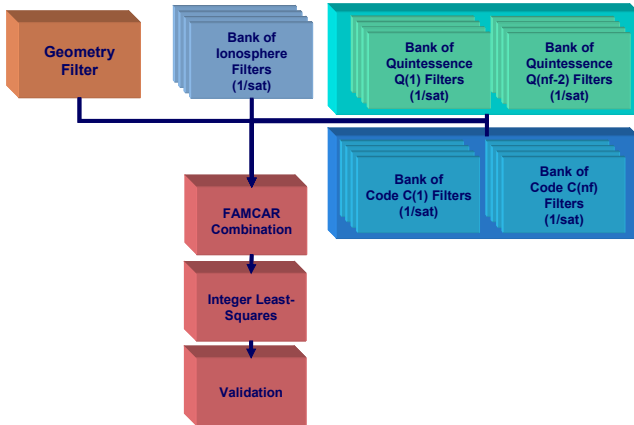 Geometry
Filter
Bank of
Ionosphere
Filters
(1/sat)
Bank of
Quintessence
Q(1) Filters
(1/sat)
Bank of
Quintessence
Q(nf-2) Filters
(1/sat)
Bank of
Code C(1) Filters
(1/sat)
Bank of
Code C(nf)
Filters
(1/sat)
FAMCAR
Combination
Integer Least-
Squares
Validation